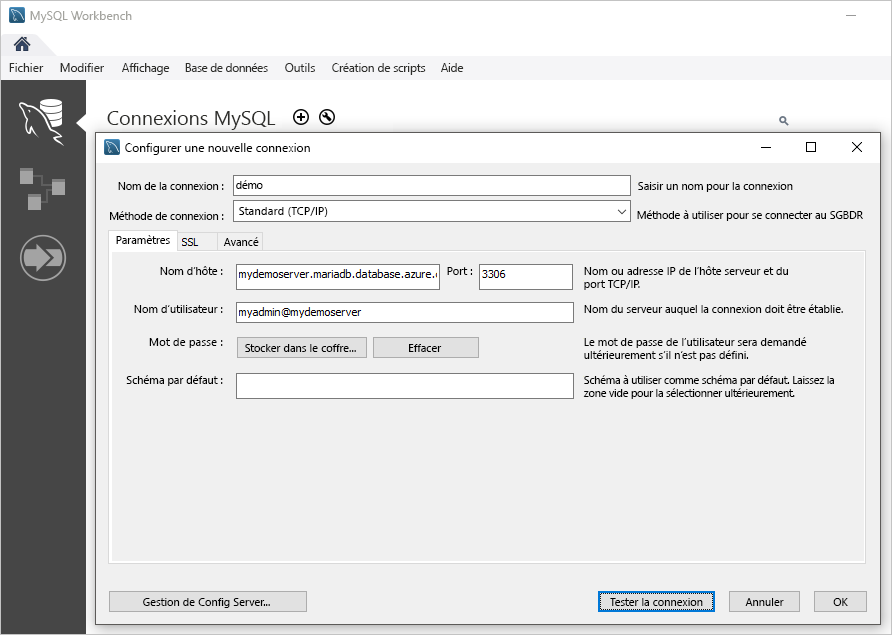 MySQL Workbench
Fichier Modifier Affichage Base de données Outils Création de scripts Aide
Connexions MySQL
Configurer une nouvelle connexion
Nom de la connexion : démo Saisir un nom pour la connexion
Méthode de connexion : Standard (TCP/IP) Méthode à utiliser pour se connecter au SGBDR
Paramètres SSL Avancé
Nom d'hôte : mydemoserver.mariadb.database.azure. Port : 3306 Nom ou adresse IP de l'hôte serveur et du
port TCP/IP.
Nom d'utilisateur : myadmin@mydemoserver Nom du serveur auquel la connexion doit être établie.
Mot de passe : Stocker dans le coffre... Effacer Le mot de passe de l'utilisateur sera demandé
ultérieurement s'il n'est pas défini.
Schéma par défaut : Schéma à utiliser comme schéma par défaut. Laissez la
zone vide pour la sélectionner ultérieurement.
Gestion de Config Server... Tester la connexion Annuler OK